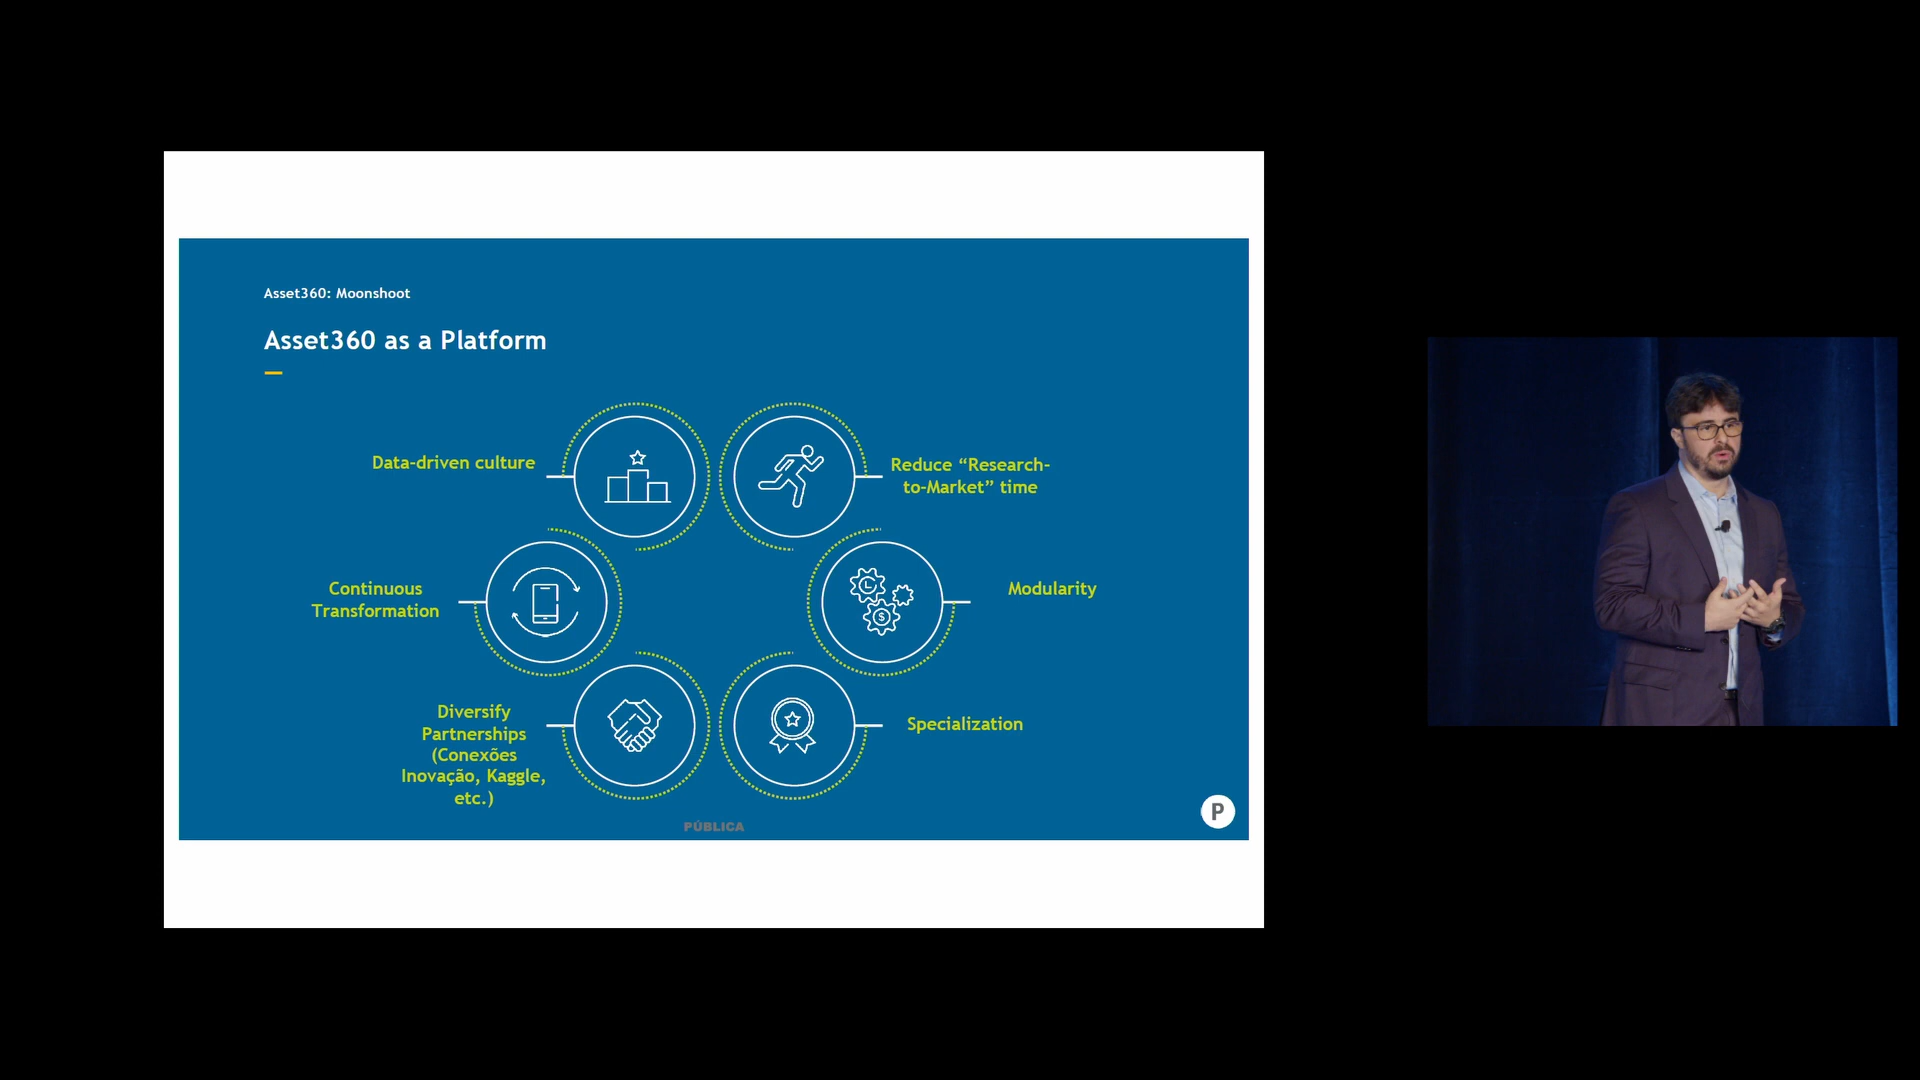 Asset360: Moonshoot
Asset360 as a Platform
Data-driven culture
Reduce “Research-
to-Market” time
Continuous
Transformation
Modularity
Diversify
Partnerships
(Conexões
Inovação, Kaggle,
etc.)
Specialization
P
PÚBLICA